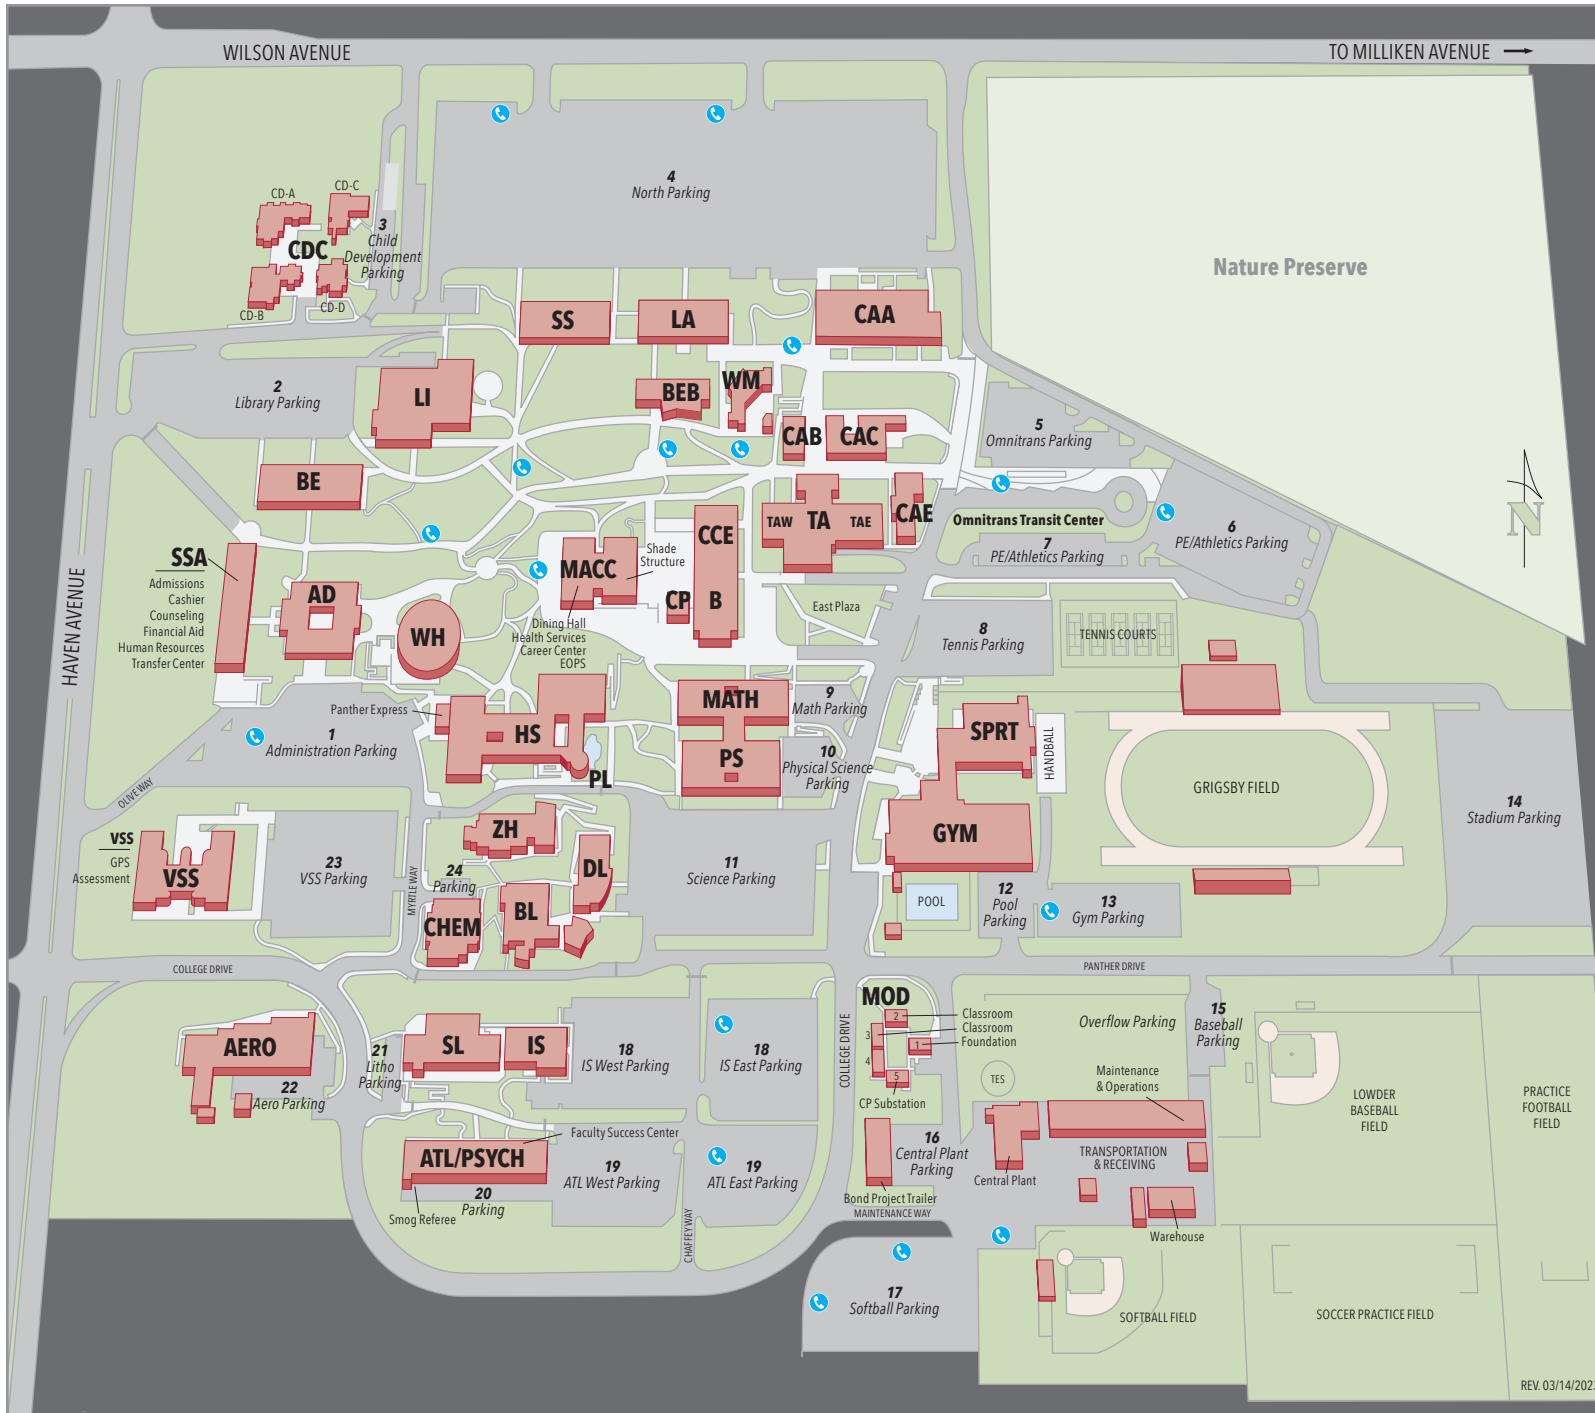 WILSON AVENUE
TO MILLIKEN AVENUE
4
North Parking
CD-A
CD-C
CDC
CD-B
CD-D
3
Child
Development
Parking
Nature Preserve
SS
LA
CAA
2
Library Parking
LI
BEB
WM
CAB
CAC
5
Omnitrans Parking
BE
CCE
B
TAW
TA
TAE
CAE
Omnitrans Transit Center
7
PE/Athletics Parking
6
PE/Athletics Parking
N
HAVEN AVENUE
SSA
Admissions
Cashier
Counseling
Financial Aid
Human Resources
Transfer Center
AD
WH
MACC
Shade
Structure
CP
Dining Hall
Health Services
Career Center
EOPS
East Plaza
8
Tennis Parking
TENNIS COURTS
Panther Express
1
Administration Parking
HS
PL
MATH
PS
9
Math Parking
10
Physical Science
Parking
SPRT
HANDBALL
GRIGSBY FIELD
14
Stadium Parking
OLIVE WAY
VSS
GPS
Assessment
VSS
23
VSS Parking
MYRTLE WAY
24
Parking
ZH
DL
CHEM
BL
11
Science Parking
GYM
POOL
12
Pool
Parking
13
Gym Parking
COLLEGE DRIVE
PANTHER DRIVE
AERO
22
Aero Parking
21
Litho
Parking
SL
IS
18
IS West Parking
18
IS East Parking
COLLEGE DRIVE
MOD
2
Classroom
3
Classroom
1
Foundation
4
5
CP Substation
Overflow Parking
15
Baseball
Parking
TES
Maintenance
& Operations
LOWDER
BASEBALL
FIELD
PRACTICE
FOOTBALL
FIELD
Faculty Success Center
ATL/PSYCH
20
Parking
Smog Referee
19
ATL West Parking
19
ATL East Parking
CHAFFEY WAY
16
Central Plant
Parking
Bond Project Trailer
MAINTENANCE WAY
Central Plant
TRANSPORTATION
& RECEIVING
Warehouse
17
Softball Parking
SOFTBALL FIELD
SOCCER PRACTICE FIELD
REV. 03/14/2023